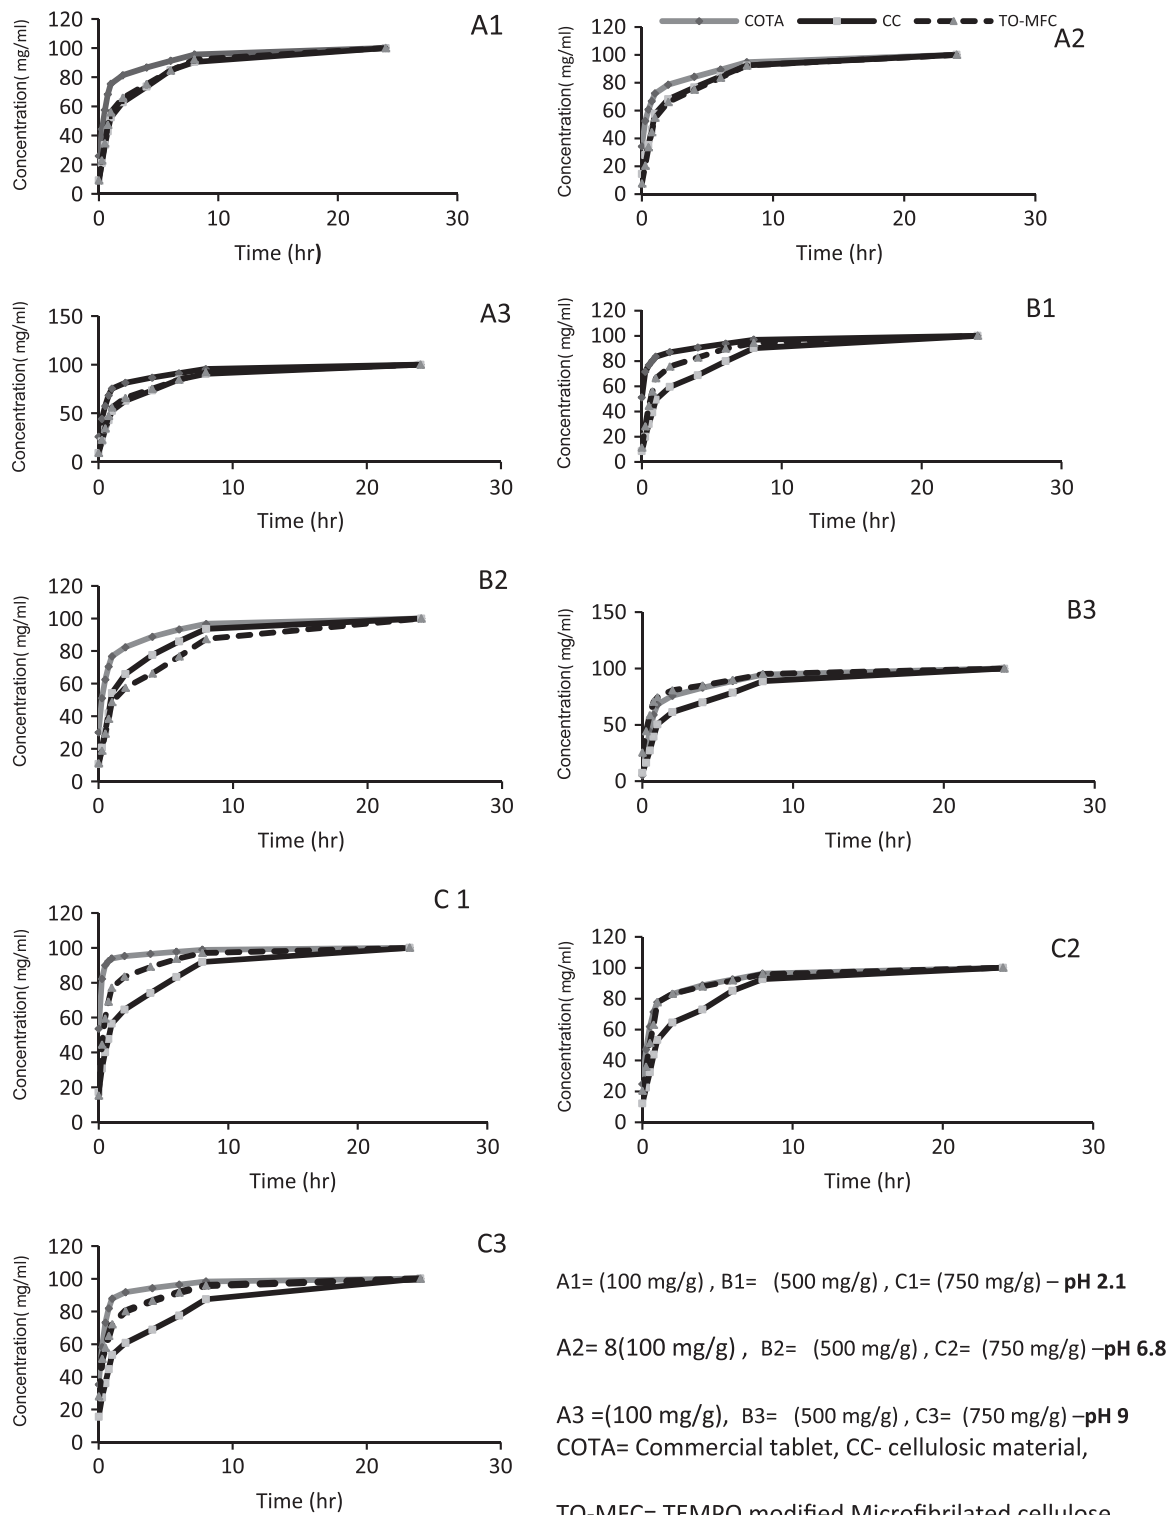 A1
Concentration( mg/ml)
120
100
80
60
40
20
0
0 10 20 30
Time (hr)
COTA CC TO-MFC
A2
Concentration( mg/ml)
120
100
80
60
40
20
0
0 10 20 30
Time (hr)
A3
Concentration( mg/ml)
150
100
50
0
0 10 20 30
Time (hr)
B1
Concentration( mg/ml)
120
100
80
60
40
20
0
0 10 20 30
Time (hr)
B2
Concentration( mg/ml)
120
100
80
60
40
20
0
0 10 20 30
Time (hr)
B3
Concentration( mg/ml)
150
100
50
0
0 10 20 30
Time (hr)
C 1
Concentration( mg/ml)
120
100
80
60
40
20
0
0 10 20 30
Time (hr)
C2
Concentration( mg/ml)
120
100
80
60
40
20
0
0 10 20 30
Time (hr)
C3
Concentration( mg/ml)
120
100
80
60
40
20
0
0 10 20 30
Time (hr)
A1= (100 mg/g) , B1= (500 mg/g) , C1= (750 mg/g) – pH 2.1
A2= 8(100 mg/g) , B2= (500 mg/g) , C2= (750 mg/g) –pH 6.8
A3 =(100 mg/g), B3= (500 mg/g) , C3= (750 mg/g) –pH 9
COTA= Commercial tablet, CC- cellulosic material,
TO-MFC= TEMPO modified Microfibrilated cellulose